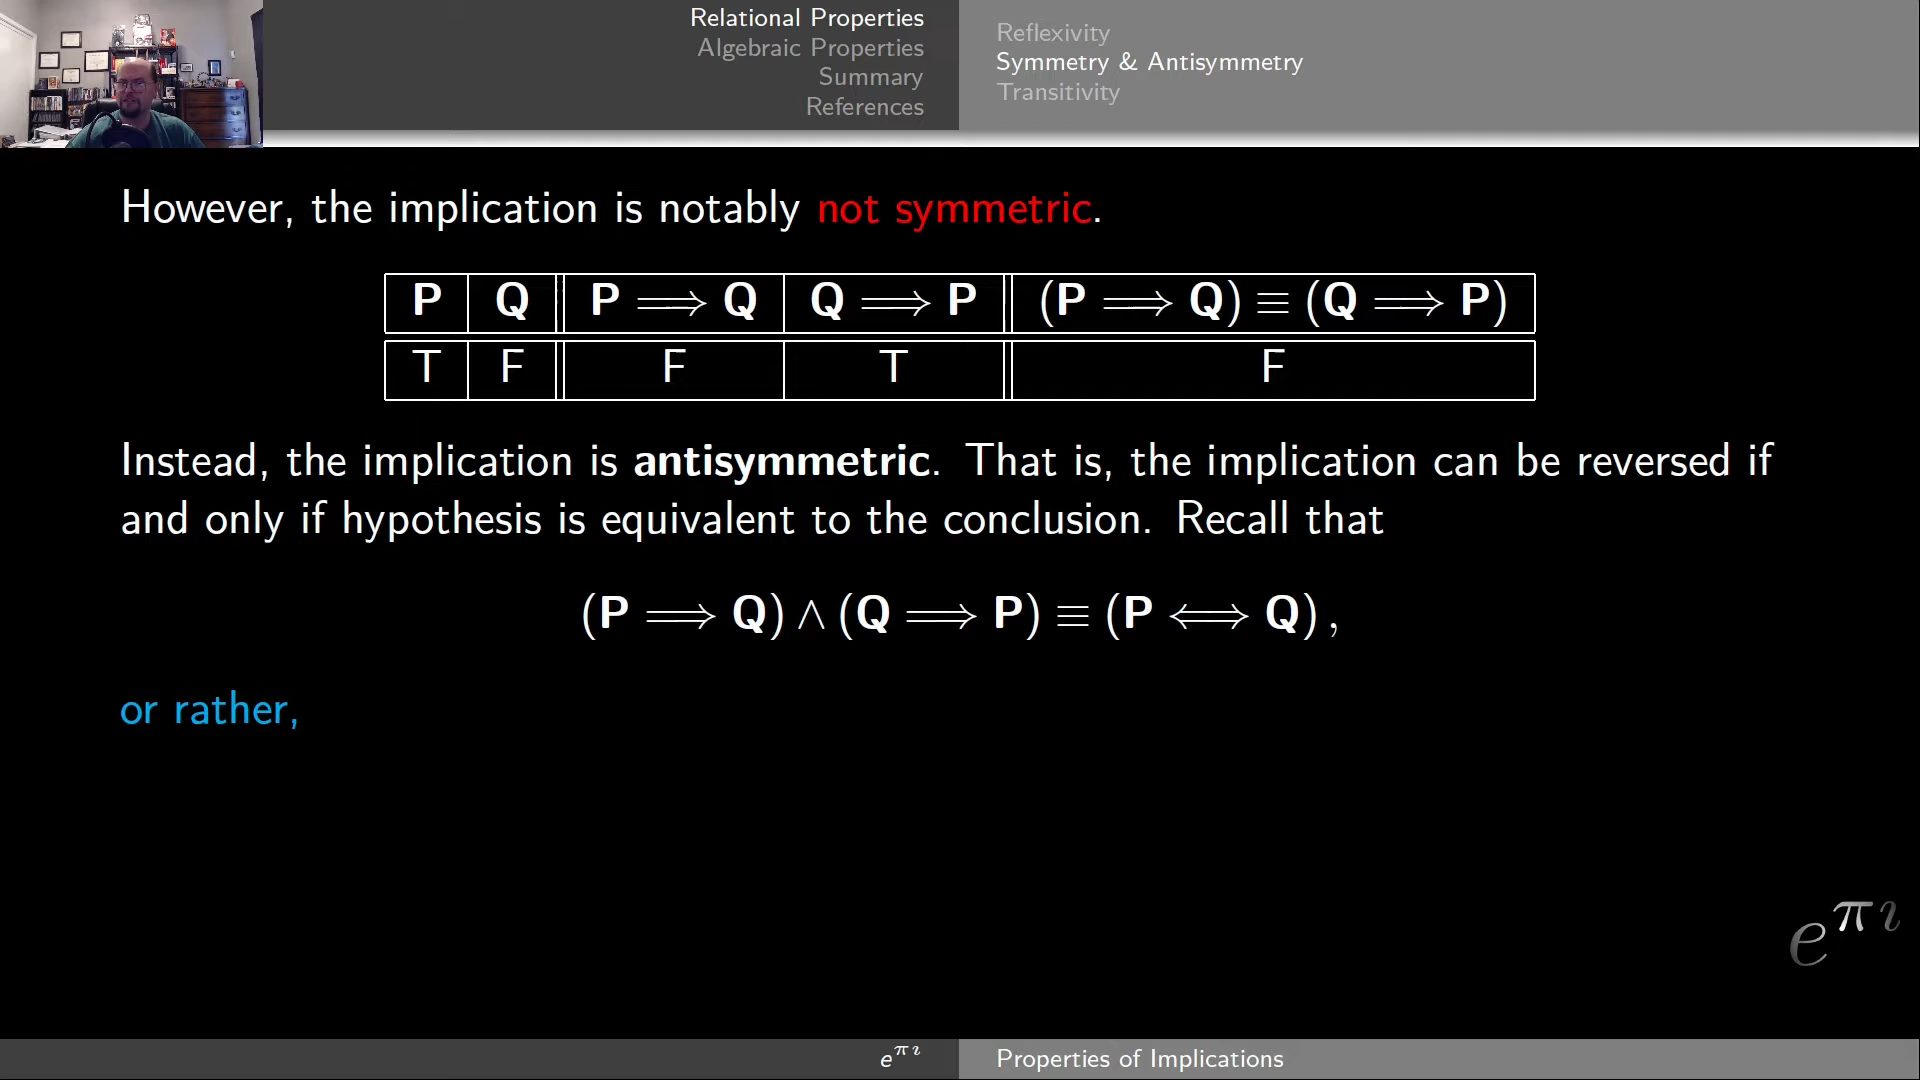 Relational Properties
Algebraic Properties
Summary
References
Reflexivity
Symmetry & Antisymmetry
Transitivity
However, the implication is notably not symmetric.
P Q P ⟹ Q Q ⟹ P (P ⟹ Q) ≡ (Q ⟹ P)
T F F T F
Instead, the implication is antisymmetric. That is, the implication can be reversed if
and only if hypothesis is equivalent to the conclusion. Recall that
(P ⟹ Q) ∧ (Q ⟹ P) ≡ (P ⟺ Q),
or rather,
e^πı
e^πı
Properties of Implications